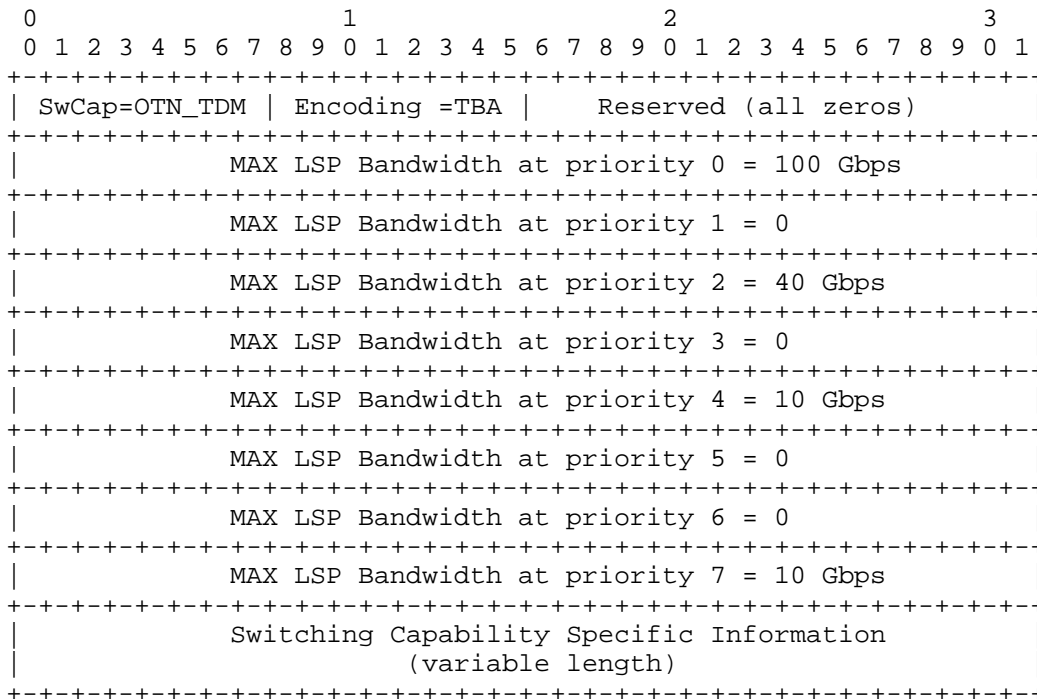 0                   1                   2                   3
 0 1 2 3 4 5 6 7 8 9 0 1 2 3 4 5 6 7 8 9 0 1 2 3 4 5 6 7 8 9 0 1
+-+-+-+-+-+-+-+-+-+-+-+-+-+-+-+-+-+-+-+-+-+-+-+-+-+-+-+-+-+-+-+--
| SwCap=OTN_TDM | Encoding =TBA |    Reserved (all zeros)       |
+-+-+-+-+-+-+-+-+-+-+-+-+-+-+-+-+-+-+-+-+-+-+-+-+-+-+-+-+-+-+-+--
|             MAX LSP Bandwidth at priority 0 = 100 Gbps        |
+-+-+-+-+-+-+-+-+-+-+-+-+-+-+-+-+-+-+-+-+-+-+-+-+-+-+-+-+-+-+-+--
|             MAX LSP Bandwidth at priority 1 = 0               |
+-+-+-+-+-+-+-+-+-+-+-+-+-+-+-+-+-+-+-+-+-+-+-+-+-+-+-+-+-+-+-+--
|             MAX LSP Bandwidth at priority 2 = 40 Gbps         |
+-+-+-+-+-+-+-+-+-+-+-+-+-+-+-+-+-+-+-+-+-+-+-+-+-+-+-+-+-+-+-+--
|             MAX LSP Bandwidth at priority 3 = 0               |
+-+-+-+-+-+-+-+-+-+-+-+-+-+-+-+-+-+-+-+-+-+-+-+-+-+-+-+-+-+-+-+--
|             MAX LSP Bandwidth at priority 4 = 10 Gbps         |
+-+-+-+-+-+-+-+-+-+-+-+-+-+-+-+-+-+-+-+-+-+-+-+-+-+-+-+-+-+-+-+--
|             MAX LSP Bandwidth at priority 5 = 0               |
+-+-+-+-+-+-+-+-+-+-+-+-+-+-+-+-+-+-+-+-+-+-+-+-+-+-+-+-+-+-+-+--
|             MAX LSP Bandwidth at priority 6 = 0               |
+-+-+-+-+-+-+-+-+-+-+-+-+-+-+-+-+-+-+-+-+-+-+-+-+-+-+-+-+-+-+-+--
|             MAX LSP Bandwidth at priority 7 = 10 Gbps         |
+-+-+-+-+-+-+-+-+-+-+-+-+-+-+-+-+-+-+-+-+-+-+-+-+-+-+-+-+-+-+-+--
|             Switching Capability Specific Information         |
|                        (variable length)                      |
+-+-+-+-+-+-+-+-+-+-+-+-+-+-+-+-+-+-+-+-+-+-+-+-+-+-+-+-+-+-+-+--